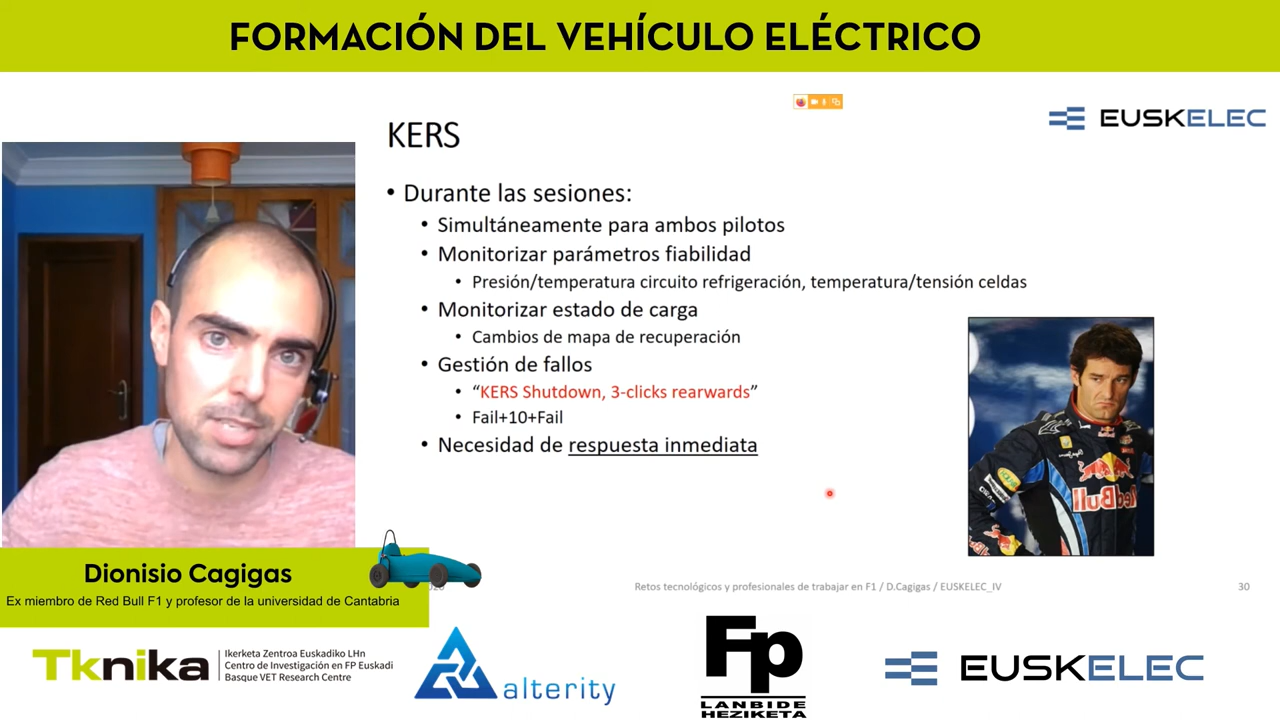 FORMACIÓN DEL VEHÍCULO ELÉCTRICO
EUSKELEC
KERS
• Durante las sesiones:
• Simultáneamente para ambos pilotos
• Monitorizar parámetros fiabilidad
• Presión/temperatura circuito refrigeración, temperatura/tensión celdas
• Monitorizar estado de carga
• Cambios de mapa de recuperación
• Gestión de fallos
• “KERS Shutdown, 3-clicks rearwards”
• Fail+10+Fail
• Necesidad de respuesta inmediata
RedBull
Dionisio Cagigas
Ex miembro de Red Bull F1 y profesor de la universidad de Cantabria
Retos tecnológicos y profesionales de trabajar en F1 / D.Cagigas / EUSKELEC_IV
30
Tknika
Ikerketa Zentroa Euskadiko LHn
Centro de Investigación en FP Euskadi
Basque VET Research Centre
alterity
Fp
LANBIDE
HEZIKETA
EUSKELEC